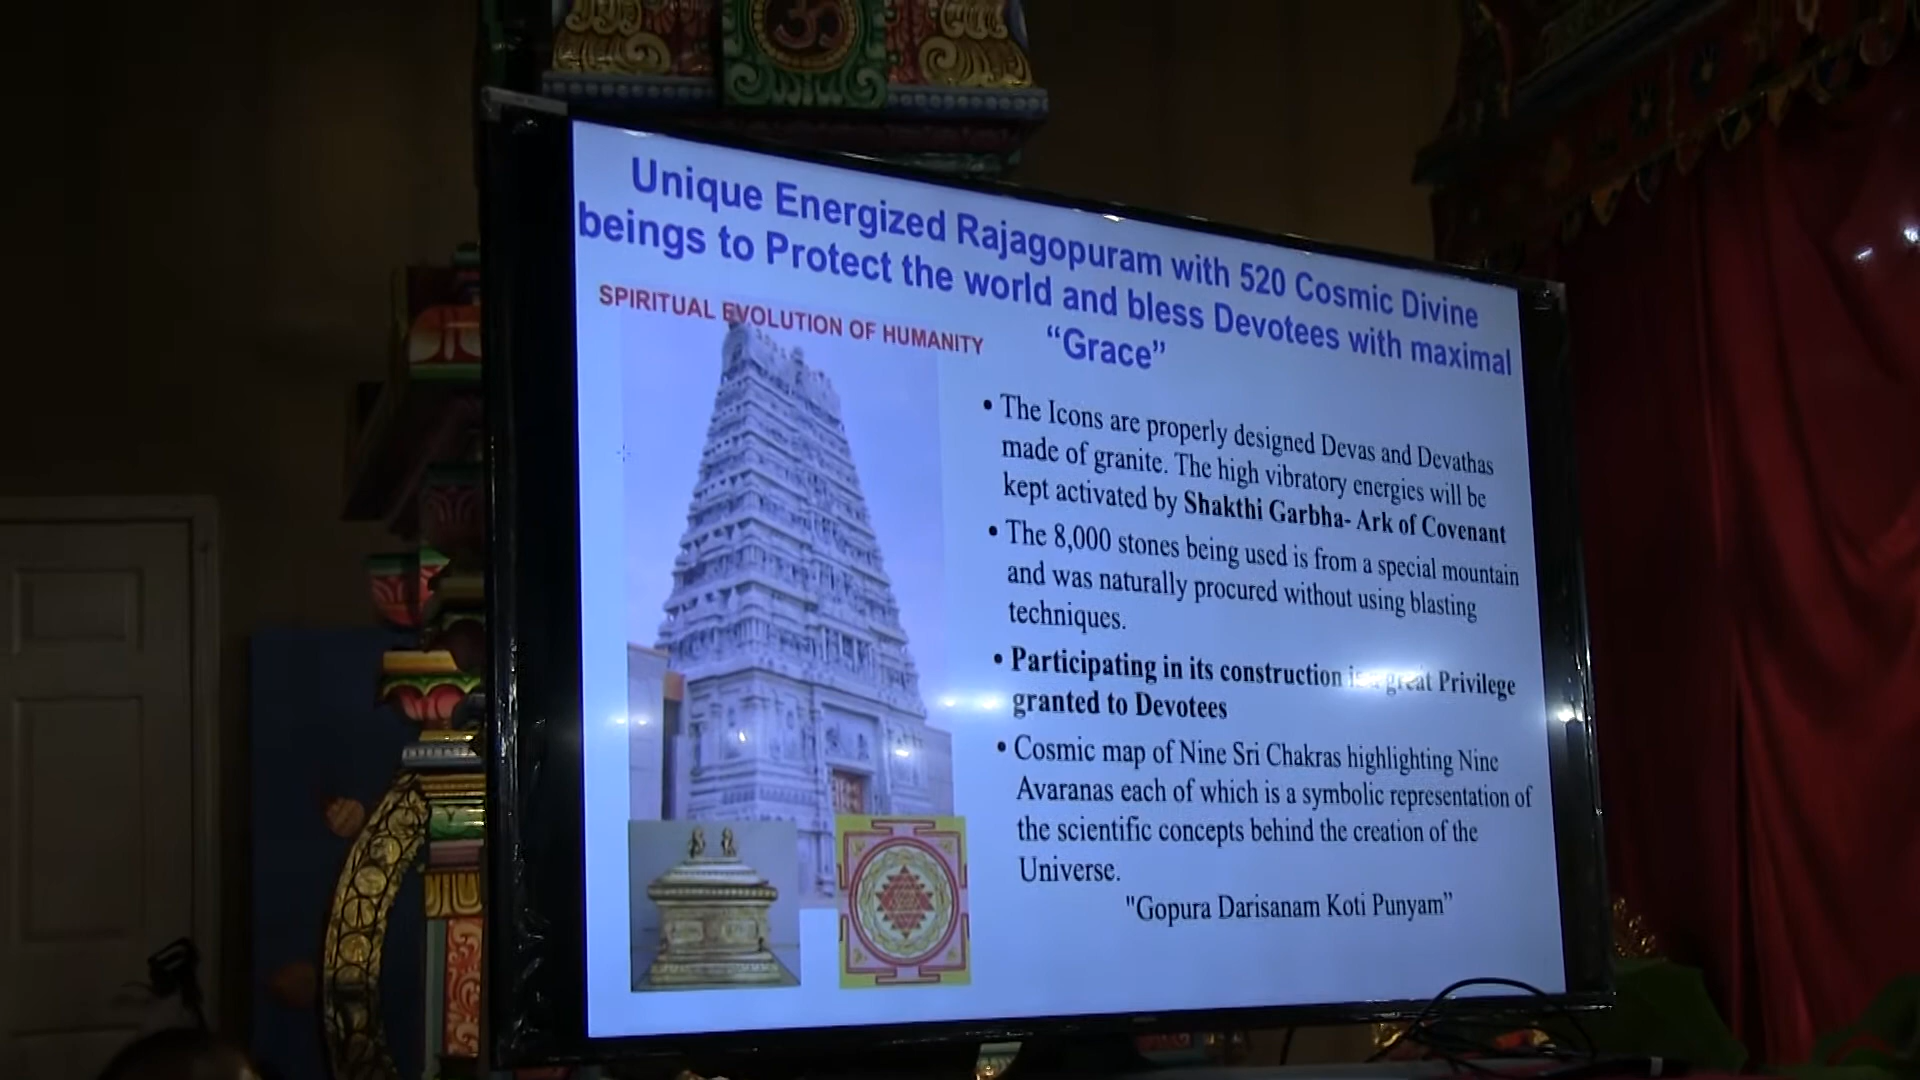 Unique Energized Rajagopuram with 520 Cosmic Divine
beings to Protect the world and bless Devotees with maximal
“Grace”
SPIRITUAL EVOLUTION OF HUMANITY
• The Icons are properly designed Devas and Devathas
made of granite. The high vibratory energies will be
kept activated by Shakthi Garbha- Ark of Covenant
• The 8,000 stones being used is from a special mountain
and was naturally procured without using blasting
techniques.
• Participating in its construction is a great Privilege
granted to Devotees
• Cosmic map of Nine Sri Chakras highlighting Nine
Avaranas each of which is a symbolic representation of
the scientific concepts behind the creation of the
Universe.
"Gopura Darisanam Koti Punyam”
ॐ